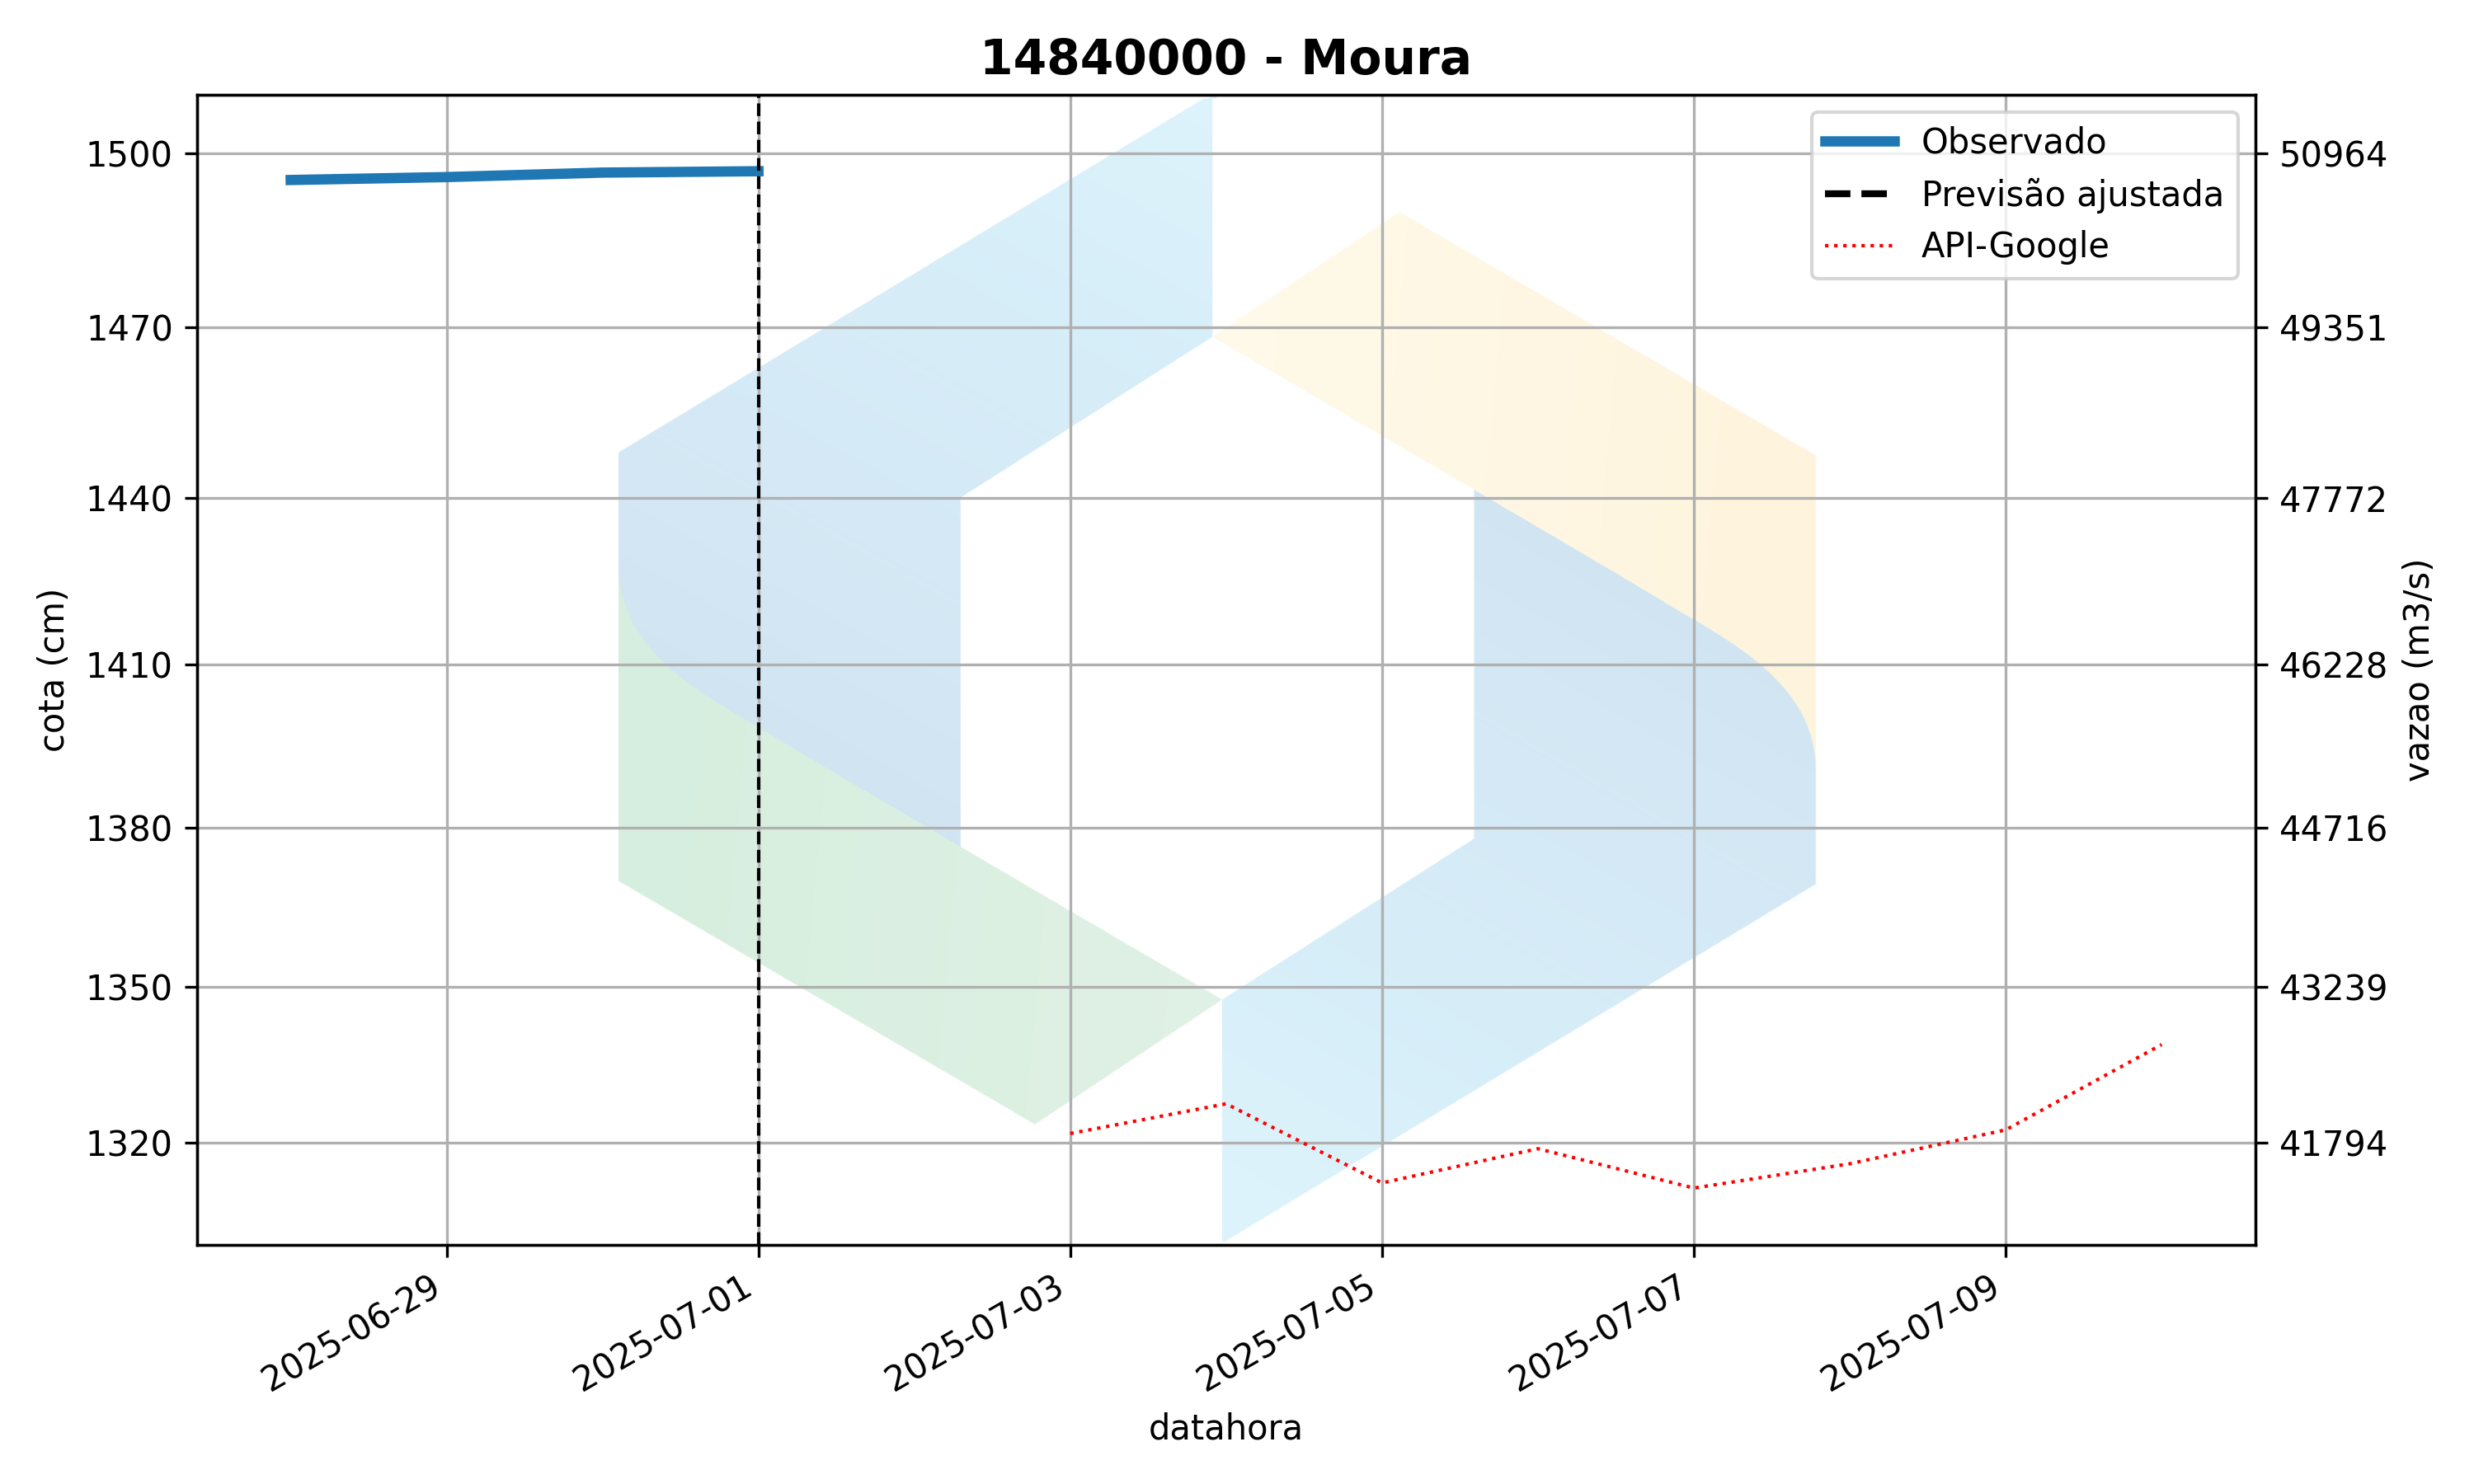 14840000 - Moura
Observado
Previsão ajustada
API-Google
1500
1470
1440
1410
1380
1350
1320
cota (cm)
50964
49351
47772
46228
44716
43239
41794
vazao (m3/s)
2025-06-29
2025-07-01
2025-07-03
2025-07-05
2025-07-07
2025-07-09
datahora